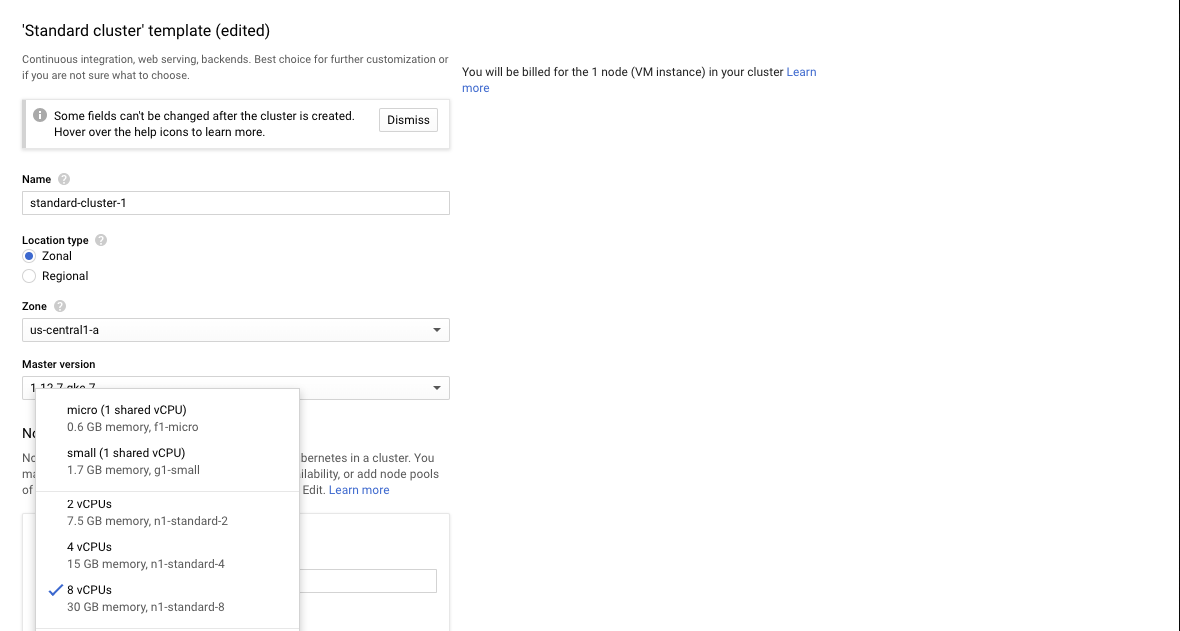 'Standard cluster' template (edited)
Continuous integration, web serving, backends. Best choice for further customization or
if you are not sure what to choose.
You will be billed for the 1 node (VM instance) in your cluster Learn
more
Some fields can't be changed after the cluster is created.
Hover over the help icons to learn more.
Dismiss
Name
standard-cluster-1
Location type
Zonal
Regional
Zone
us-central1-a
Master version
1.12.7-gke.7
micro (1 shared vCPU)
0.6 GB memory, f1-micro
small (1 shared vCPU)
1.7 GB memory, g1-small
2 vCPUs
7.5 GB memory, n1-standard-2
4 vCPUs
15 GB memory, n1-standard-4
8 vCPUs
30 GB memory, n1-standard-8
No
bernetes in a cluster. You
ilability, or add node pools
of
Edit. Learn more